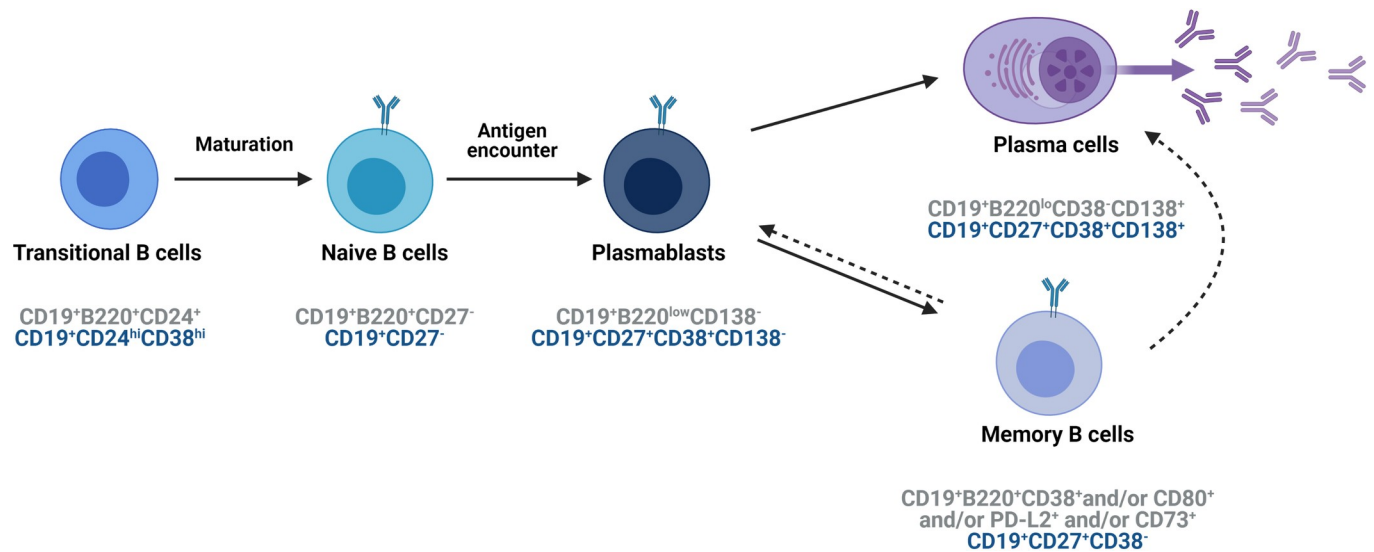 Maturation
Antigen
encounter
Transitional B cells
Naive B cells
Plasmablasts
Plasma cells
CD19⁺B220⁺CD24⁺
CD19⁺CD24ʰⁱCD38ʰⁱ
CD19⁺B220⁺CD27⁻
CD19⁺CD27⁻
CD19⁺B220ˡᵒʷCD138⁻
CD19⁺CD27⁺CD38⁺CD138⁻
CD19⁺B220ˡᵒCD38⁻CD138⁺
CD19⁺CD27⁺CD38⁺CD138⁺
Memory B cells
CD19⁺B220⁺CD38⁺and/or CD80⁺
and/or PD-L2⁺ and/or CD73⁺
CD19⁺CD27⁺CD38⁻